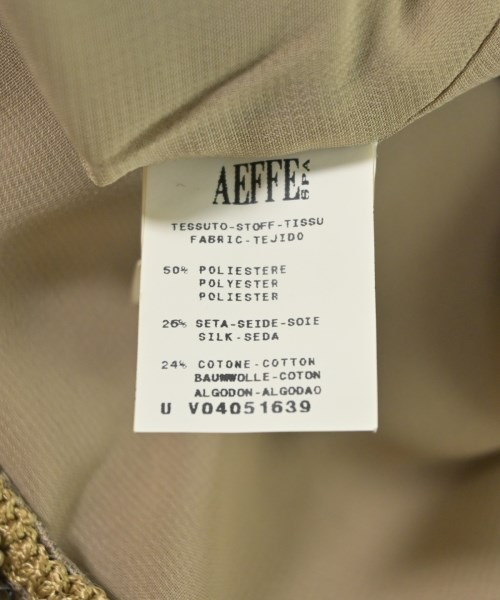 AEFFE SPA
TESSUTO-STOFF-TISSU
FABRIC-TEJIDO
50% POLIESTERE
POLYESTER
POLIESTER
26% SETA-SEIDE-SOIE
SILK-SEDA
24% COTONE-COTTON
BAUMWOLLE-COTON
ALGODON-ALGODAO
U V04051639